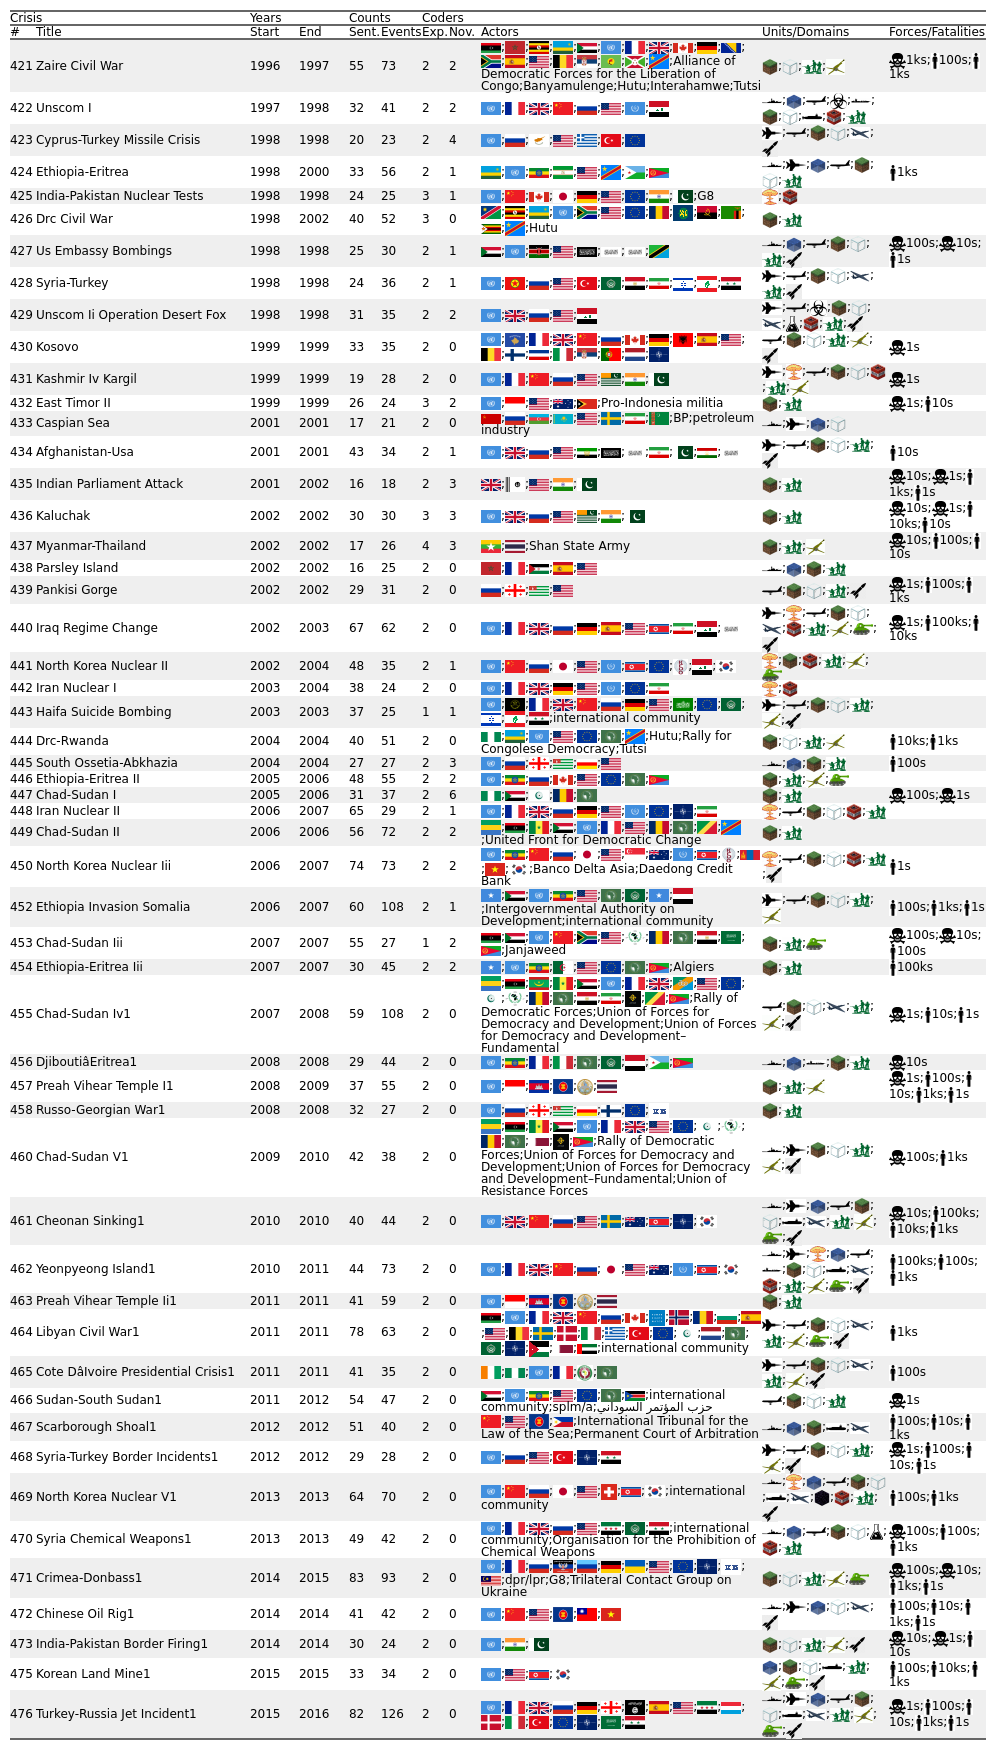 Crisis Years Counts Coders
# Title Start End Sent. Events Exp. Nov. Actors Units/Domains Forces/Fatalities
421 Zaire Civil War 1996 1997 55 73 2 2 ;Alliance of Democratic Forces for the Liberation of Congo;Banyamulenge;Hutu;Interahamwe;Tutsi 1ks; 100s; 1ks
422 Unscom I 1997 1998 32 41 2 2
423 Cyprus-Turkey Missile Crisis 1998 1998 20 23 2 4
424 Ethiopia-Eritrea 1998 2000 33 56 2 1 1ks
425 India-Pakistan Nuclear Tests 1998 1998 24 25 3 1 ;G8
426 Drc Civil War 1998 2002 40 52 3 0 ;Hutu
427 Us Embassy Bombings 1998 1998 25 30 2 1 100s; 10s; 1s
428 Syria-Turkey 1998 1998 24 36 2 1
429 Unscom Ii Operation Desert Fox 1998 1998 31 35 2 2
430 Kosovo 1999 1999 33 35 2 0 1s
431 Kashmir Iv Kargil 1999 1999 19 28 2 0 1s
432 East Timor II 1999 1999 26 24 3 2 ;Pro-Indonesia militia 1s; 10s
433 Caspian Sea 2001 2001 17 21 2 0 ;BP;petroleum industry
434 Afghanistan-Usa 2001 2001 43 34 2 1 10s
435 Indian Parliament Attack 2001 2002 16 18 2 3 10s; 1s; 1ks; 1s
436 Kaluchak 2002 2002 30 30 3 3 10s; 1s; 10ks; 10s
437 Myanmar-Thailand 2002 2002 17 26 4 3 ;Shan State Army 10s; 100s; 10s
438 Parsley Island 2002 2002 16 25 2 0
439 Pankisi Gorge 2002 2002 29 31 2 0 1s; 100s; 1ks
440 Iraq Regime Change 2002 2003 67 62 2 0 1s; 100ks; 10ks
441 North Korea Nuclear II 2002 2004 48 35 2 1
442 Iran Nuclear I 2003 2004 38 24 2 0
443 Haifa Suicide Bombing 2003 2003 37 25 1 1 ;international community
444 Drc-Rwanda 2004 2004 40 51 2 0 ;Hutu;Rally for Congolese Democracy;Tutsi 10ks; 1ks
445 South Ossetia-Abkhazia 2004 2004 27 27 2 3 100s
446 Ethiopia-Eritrea II 2005 2006 48 55 2 2
447 Chad-Sudan I 2005 2006 31 37 2 6 100s; 1s
448 Iran Nuclear II 2006 2007 65 29 2 1
449 Chad-Sudan II 2006 2006 56 72 2 2 ;United Front for Democratic Change
450 North Korea Nuclear Iii 2006 2007 74 73 2 2 ;Banco Delta Asia;Daedong Credit Bank 1s
452 Ethiopia Invasion Somalia 2006 2007 60 108 2 1 ;Intergovernmental Authority on Development;international community 100s; 1ks; 1s
453 Chad-Sudan Iii 2007 2007 55 27 1 2 ;Janjaweed 100s; 10s; 100s
454 Ethiopia-Eritrea Iii 2007 2007 30 45 2 2 ;Algiers 100ks
455 Chad-Sudan Iv1 2007 2008 59 108 2 0 ;Rally of Democratic Forces;Union of Forces for Democracy and Development;Union of Forces for Democracy and Development–Fundamental 1s; 10s; 1s
456 DjiboutiâEritrea1 2008 2008 29 44 2 0 10s
457 Preah Vihear Temple I1 2008 2009 37 55 2 0 1s; 100s; 10s; 1ks; 1s
458 Russo-Georgian War1 2008 2008 32 27 2 0
460 Chad-Sudan V1 2009 2010 42 38 2 0 ;Rally of Democratic Forces;Union of Forces for Democracy and Development;Union of Forces for Democracy and Development–Fundamental;Union of Resistance Forces 100s; 1ks
461 Cheonan Sinking1 2010 2010 40 44 2 0 10s; 100ks; 10ks; 1ks
462 Yeonpyeong Island1 2010 2011 44 73 2 0 100ks; 100s; 1ks
463 Preah Vihear Temple Ii1 2011 2011 41 59 2 0
464 Libyan Civil War1 2011 2011 78 63 2 0 ;international community 1ks
465 Cote DâIvoire Presidential Crisis1 2011 2011 41 35 2 0 100s
466 Sudan-South Sudan1 2011 2012 54 47 2 0 ;international community;splm/a;حزب المؤتمر السوداني 1s
467 Scarborough Shoal1 2012 2012 51 40 2 0 ;International Tribunal for the Law of the Sea;Permanent Court of Arbitration 100s; 10s; 1ks
468 Syria-Turkey Border Incidents1 2012 2012 29 28 2 0 1s; 100s; 10s; 1s
469 North Korea Nuclear V1 2013 2013 64 70 2 0 ;international community 100s; 1ks
470 Syria Chemical Weapons1 2013 2013 49 42 2 0 ;international community;Organisation for the Prohibition of Chemical Weapons 100s; 100s; 1ks
471 Crimea-Donbass1 2014 2015 83 93 2 0 ;dpr/lpr;G8;Trilateral Contact Group on Ukraine 100s; 10s; 1ks; 1s
472 Chinese Oil Rig1 2014 2014 41 42 2 0 100s; 10s; 1ks; 1s
473 India-Pakistan Border Firing1 2014 2014 30 24 2 0 10s; 1s; 10s
475 Korean Land Mine1 2015 2015 33 34 2 0 100s; 10ks; 1ks
476 Turkey-Russia Jet Incident1 2015 2016 82 126 2 0 1s; 100s; 10s; 1ks; 1s